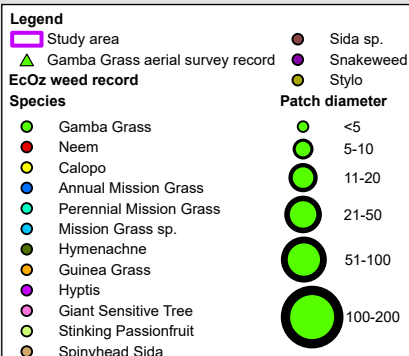 Legend
Study area
Gamba Grass aerial survey record
EcOz weed record
Species
Gamba Grass
Neem
Calopo
Annual Mission Grass
Perennial Mission Grass
Mission Grass sp.
Hymenachne
Guinea Grass
Hyptis
Giant Sensitive Tree
Stinking Passionfruit
Spinyhead Sida
Sida sp.
Snakeweed
Stylo
Patch diameter
<5
5-10
11-20
21-50
51-100
100-200